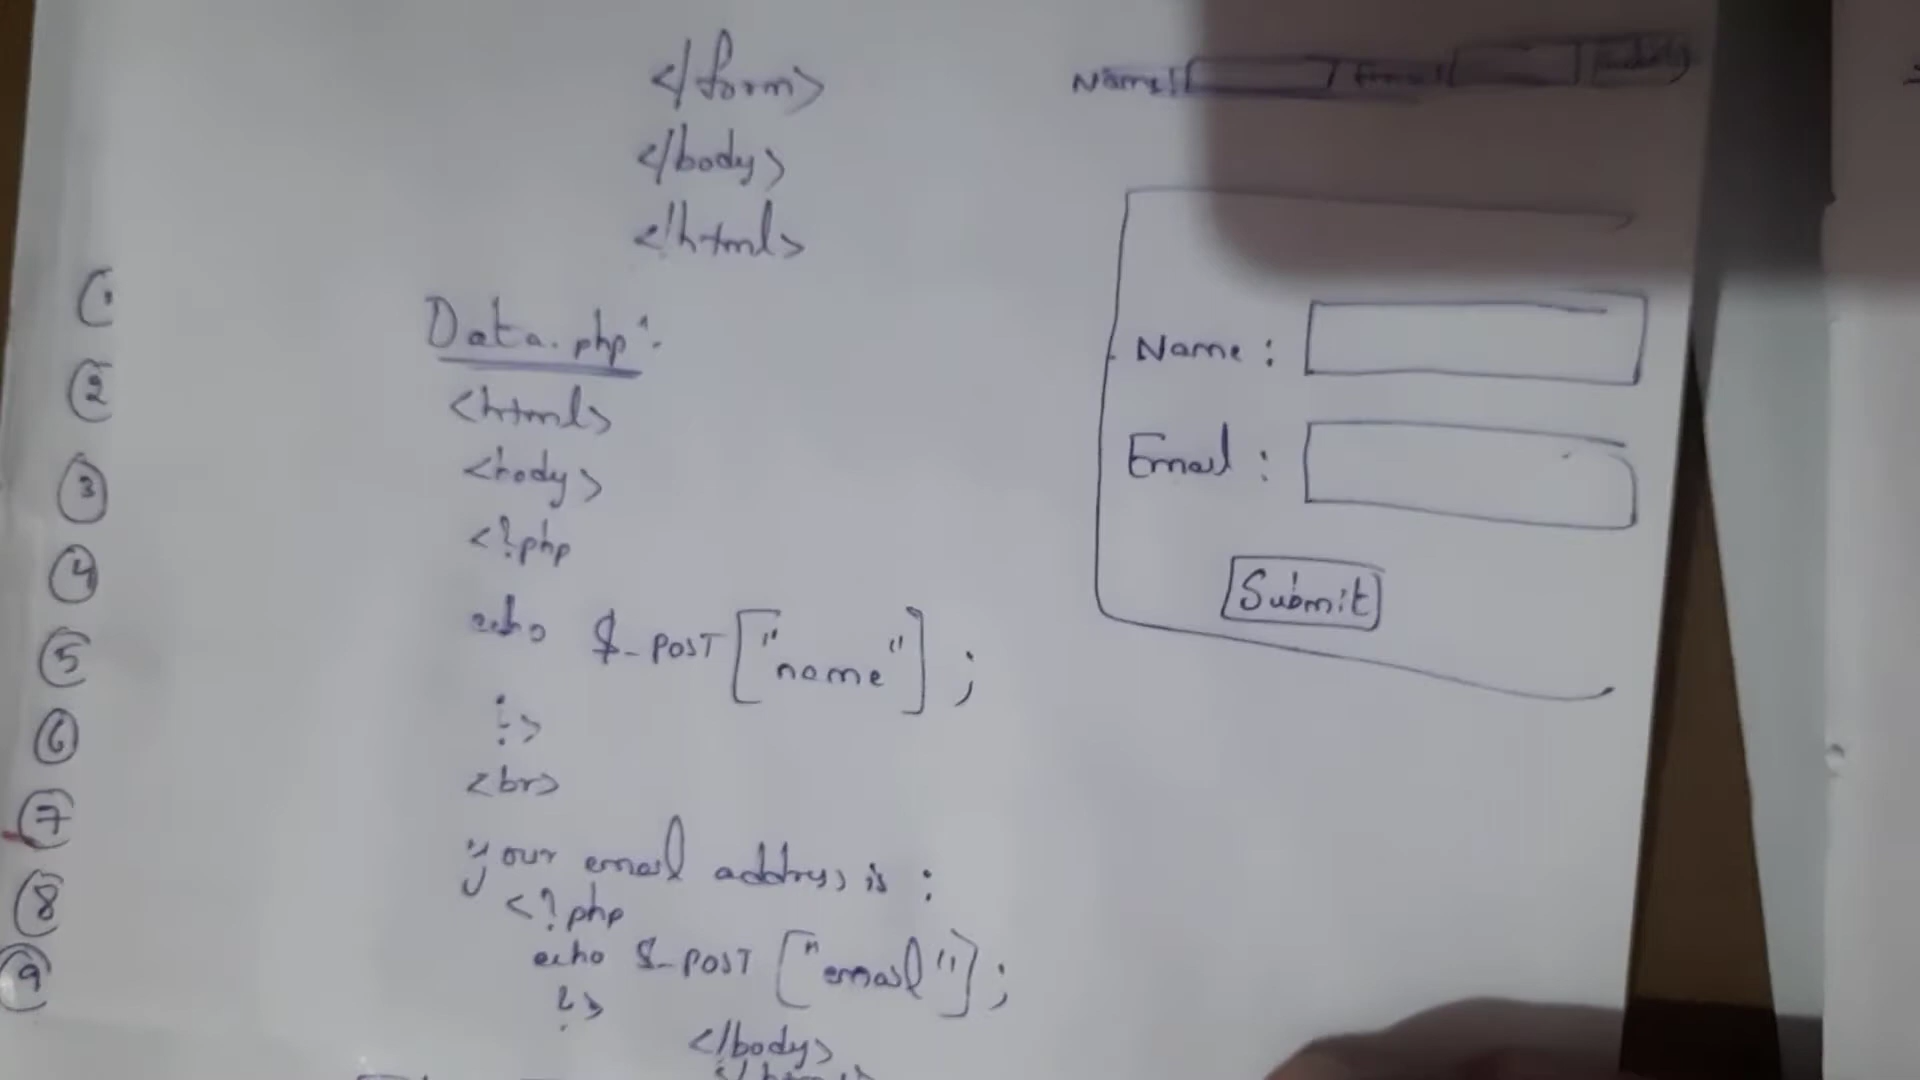 </form>
</body>
</html>
Data.php:
<html>
<body>
<?php
echo $_POST["name"];
?>
<br>
your email address is :
<?php
echo $_POST["email"];
?>
</body>
Name:
Name :
Email :
Submit
1
2
3
4
5
6
7
8
9